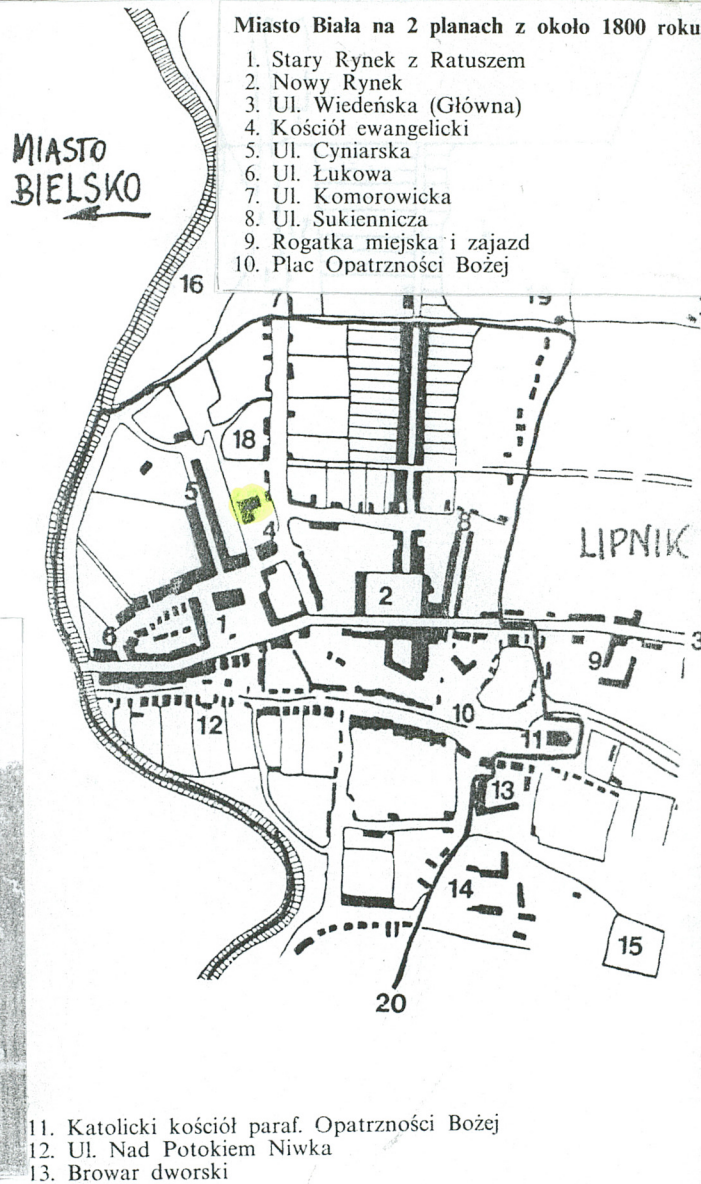 Miasto Biała na 2 planach z około 1800 roku
1. Stary Rynek z Ratuszem
2. Nowy Rynek
3. Ul. Wiedeńska (Główna)
4. Kościół ewangelicki
5. Ul. Cyniarska
6. Ul. Łukowa
7. Ul. Komorowicka
8. Ul. Sukiennicza
9. Rogatka miejska i zajazd
10. Plac Opatrzności Bożej
MIASTO
BIELSKO
16
19
18
5
4
8
LIPNIK
2
1
6
3
9
12
10
11
13
14
15
20
11. Katolicki kościół paraf. Opatrzności Bożej
12. Ul. Nad Potokiem Niwka
13. Browar dworski